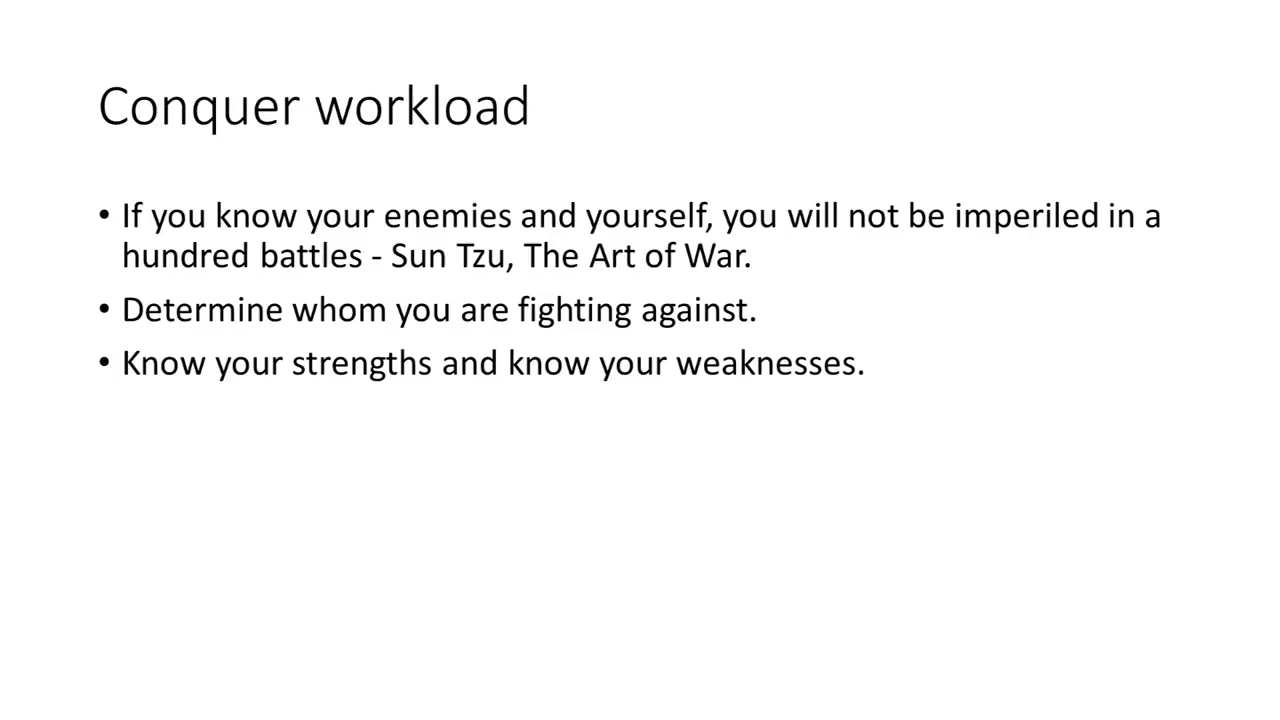 Conquer workload
• If you know your enemies and yourself, you will not be imperiled in a
hundred battles - Sun Tzu, The Art of War.
• Determine whom you are fighting against.
• Know your strengths and know your weaknesses.